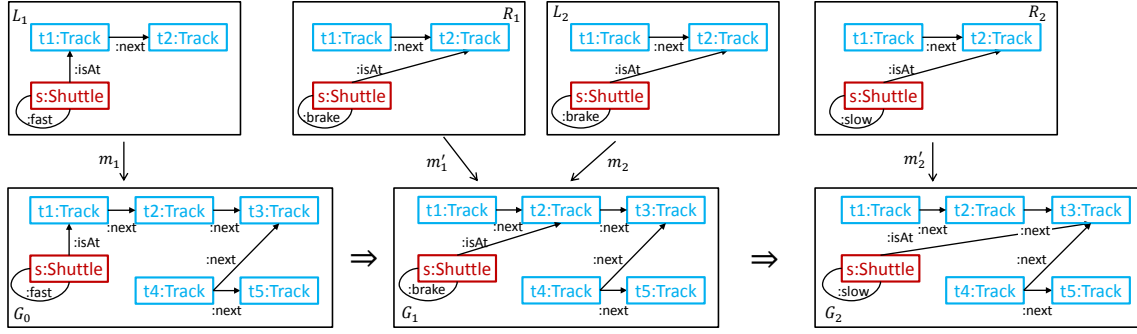 L₁
t1:Track :next t2:Track
:isAt
s:Shuttle
:fast
R₁
t1:Track :next t2:Track
:isAt
s:Shuttle
:brake
L₂
t1:Track :next t2:Track
:isAt
s:Shuttle
:brake
R₂
t1:Track :next t2:Track
:isAt
s:Shuttle
:slow
m₁
m₁′
m₂
m₂′
t1:Track :next t2:Track :next t3:Track
:isAt
s:Shuttle
:fast
:next
t4:Track :next t5:Track
G₀
⇒
t1:Track :next t2:Track :next t3:Track
:isAt
s:Shuttle
:brake
:next
t4:Track :next t5:Track
G₁
⇒
t1:Track :next t2:Track :next t3:Track
:isAt
s:Shuttle
:slow
:next
t4:Track :next t5:Track
G₂